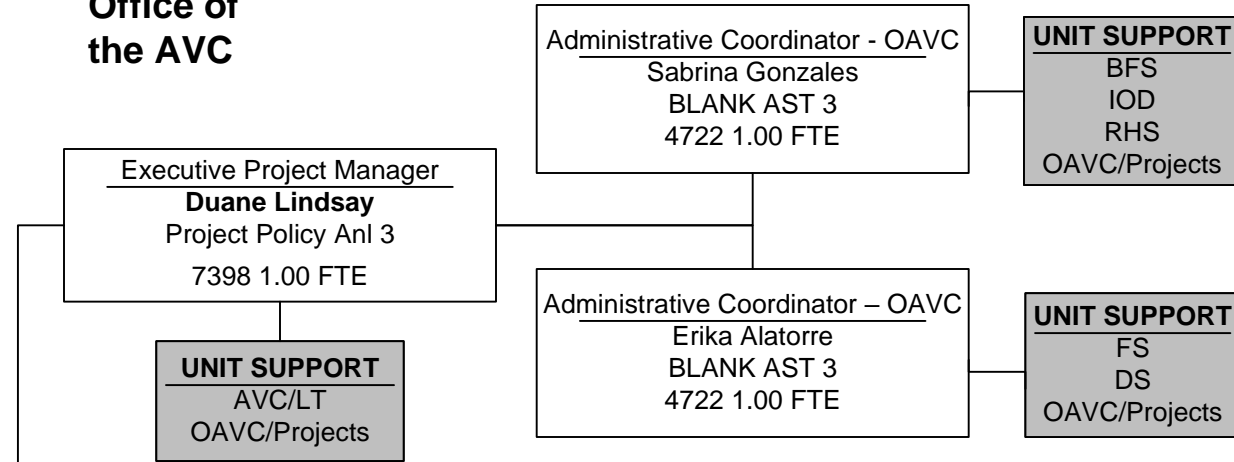 Office of
the AVC
Administrative Coordinator - OAVC
Sabrina Gonzales
BLANK AST 3
4722 1.00 FTE
UNIT SUPPORT
BFS
IOD
RHS
OAVC/Projects
Executive Project Manager
Duane Lindsay
Project Policy Anl 3
7398 1.00 FTE
UNIT SUPPORT
AVC/LT
OAVC/Projects
Administrative Coordinator – OAVC
Erika Alatorre
BLANK AST 3
4722 1.00 FTE
UNIT SUPPORT
FS
DS
OAVC/Projects